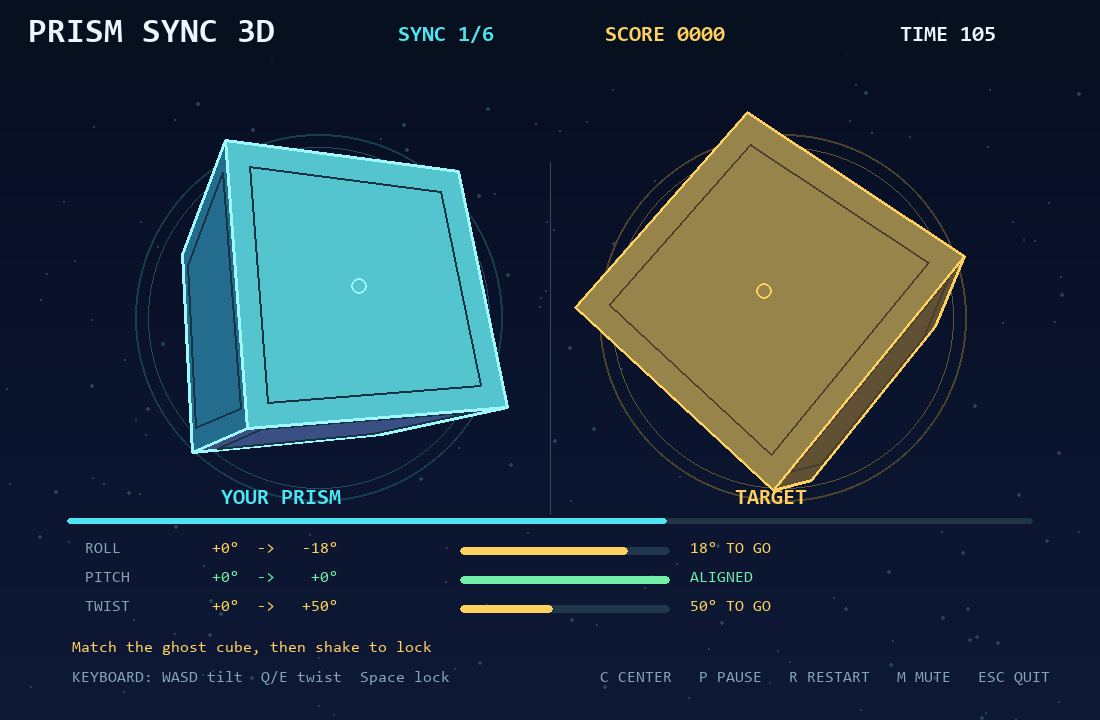 PRISM SYNC 3D SYNC 1/6 SCORE 0000 TIME 105
YOUR PRISM TARGET
ROLL +0° -> -18° 18° TO GO
PITCH +0° -> +0° ALIGNED
TWIST +0° -> +50° 50° TO GO
Match the ghost cube, then shake to lock
KEYBOARD: WASD tilt Q/E twist Space lock C CENTER P PAUSE R RESTART M MUTE ESC QUIT